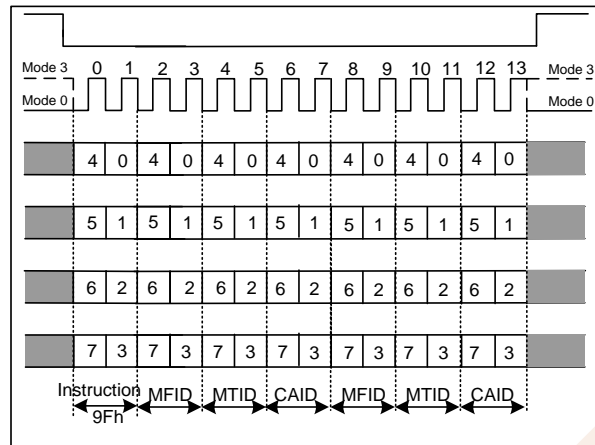 Mode 3 0 1 2 3 4 5 6 7 8 9 10 11 12 13 Mode 3
Mode 0 Mode 0
4 0 4 0 4 0 4 0 4 0 4 0 4 0
5 1 5 1 5 1 5 1 5 1 5 1 5 1
6 2 6 2 6 2 6 2 6 2 6 2 6 2
7 3 7 3 7 3 7 3 7 3 7 3 7 3
Instruction MFID MTID CAID MFID MTID CAID
9Fh